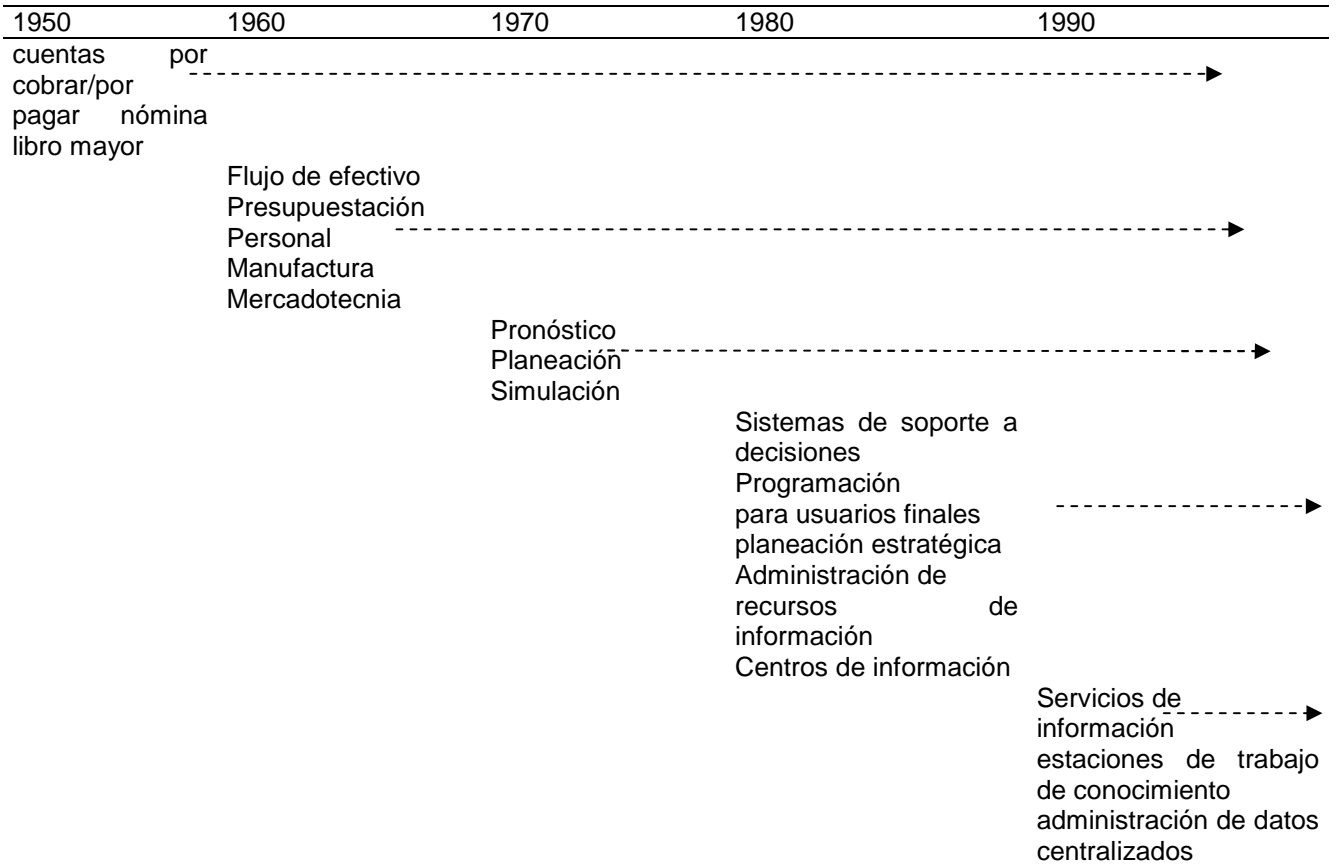 1950 1960 1970 1980 1990
cuentas por
cobrar/por
pagar nómina
libro mayor
Flujo de efectivo
Presupuestación
Personal
Manufactura
Mercadotecnia
Pronóstico
Planeación
Simulación
Sistemas de soporte a
decisiones
Programación
para usuarios finales
planeación estratégica
Administración de
recursos de
información
Centros de información
Servicios de
información
estaciones de trabajo
de conocimiento
administración de datos
centralizados